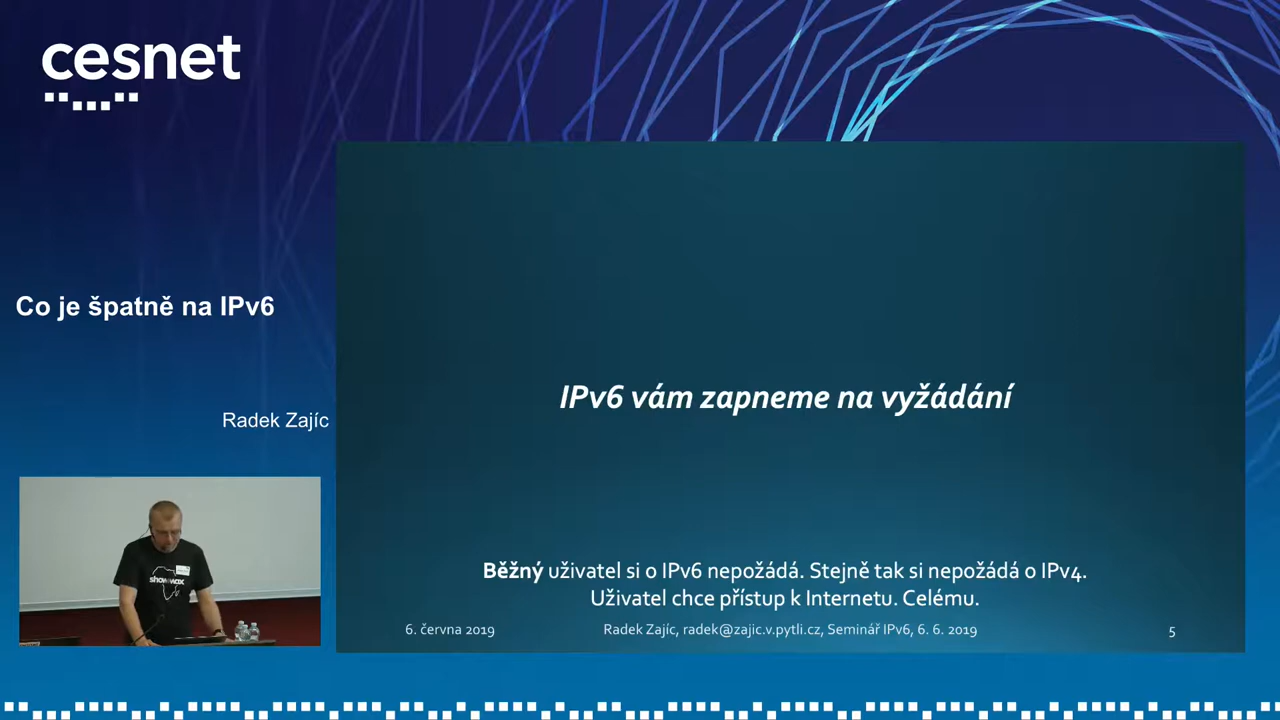 cesnet
Co je špatně na IPv6
Radek Zajíc
IPv6 vám zapneme na vyžádání
Běžný uživatel si o IPv6 nepožádá. Stejně tak si nepožádá o IPv4.
Uživatel chce přístup k Internetu. Celému.
6. června 2019
Radek Zajíc, radek@zajic.v.pytli.cz, Seminář IPv6, 6. 6. 2019
5